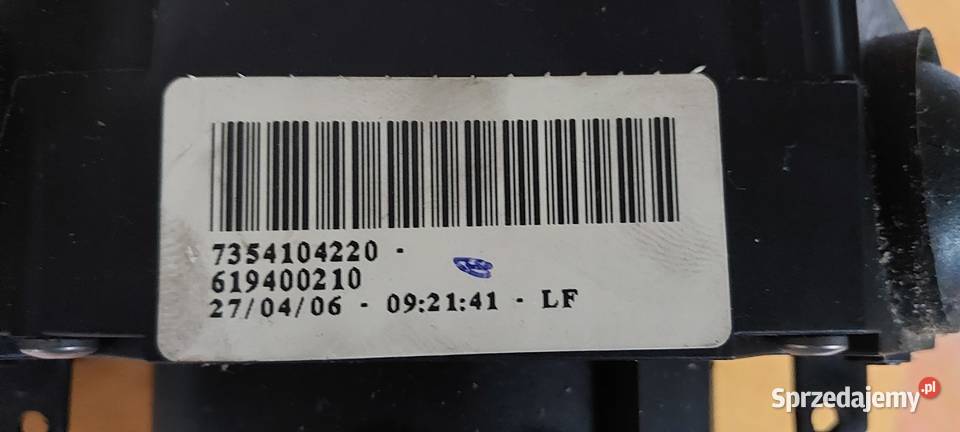 7354104220 -
619400210
27/04/06 - 09:21:41 - LF
Sprzedajemy.pl